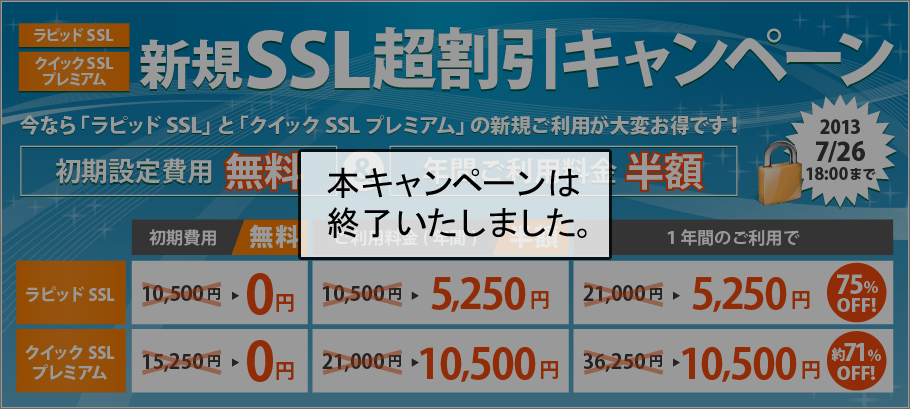 ラピッド SSL
クイックSSL
プレミアム
新規SSL超割引キャンペーン
今なら「ラピッド SSL」と「クイック SSL プレミアム」の新規ご利用が大変お得です！
2013
7/26
18:00まで
初期設定費用 無料
&
年間ご利用料金 半額
本キャンペーンは
終了いたしました。
初期費用 無料
ご利用料金(年間) 半額
1年間のご利用で
ラピッド SSL
10,500円 0円
10,500円 5,250円
21,000円 5,250円
75%
OFF!
クイック SSL
プレミアム
15,250円 0円
21,000円 10,500円
36,250円 10,500円
約71%
OFF!